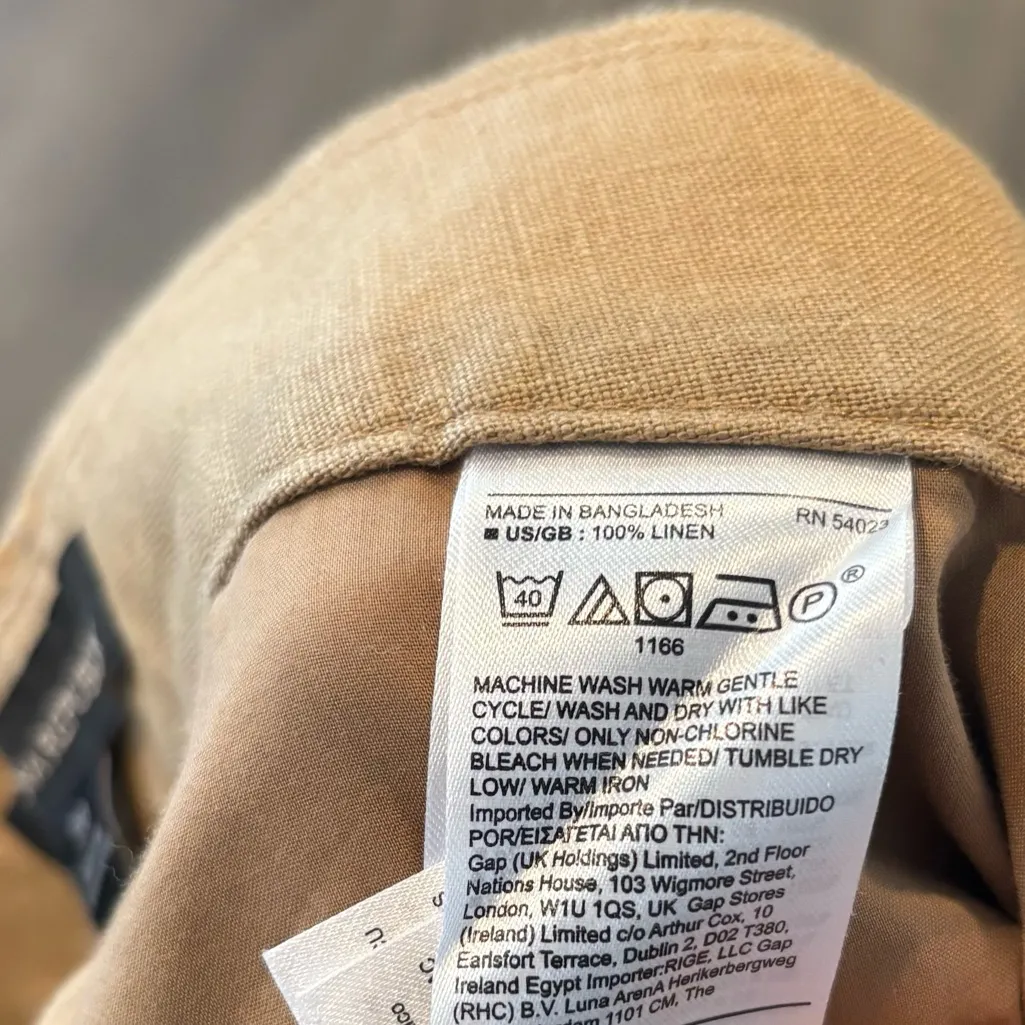 MADE IN BANGLADESH
RN 54023
US/GB : 100% LINEN
40
P
®
1166
MACHINE WASH WARM GENTLE
CYCLE/ WASH AND DRY WITH LIKE
COLORS/ ONLY NON-CHLORINE
BLEACH WHEN NEEDED/ TUMBLE DRY
LOW/ WARM IRON
Imported By/Importe Par/DISTRIBUIDO
POR/ΕΙΣΑΓΕΤΑΙ ΑΠΟ ΤΗΝ:
Gap (UK Holdings) Limited, 2nd Floor
Nations House, 103 Wigmore Street,
London, W1U 1QS, UK Gap Stores
(Ireland) Limited c/o Arthur Cox, 10
Earlsfort Terrace, Dublin 2, D02 T380,
Ireland Egypt Importer:RIGE, LLC Gap
(RHC) B.V. Luna ArenA Herikerbergweg
1101 CM, The